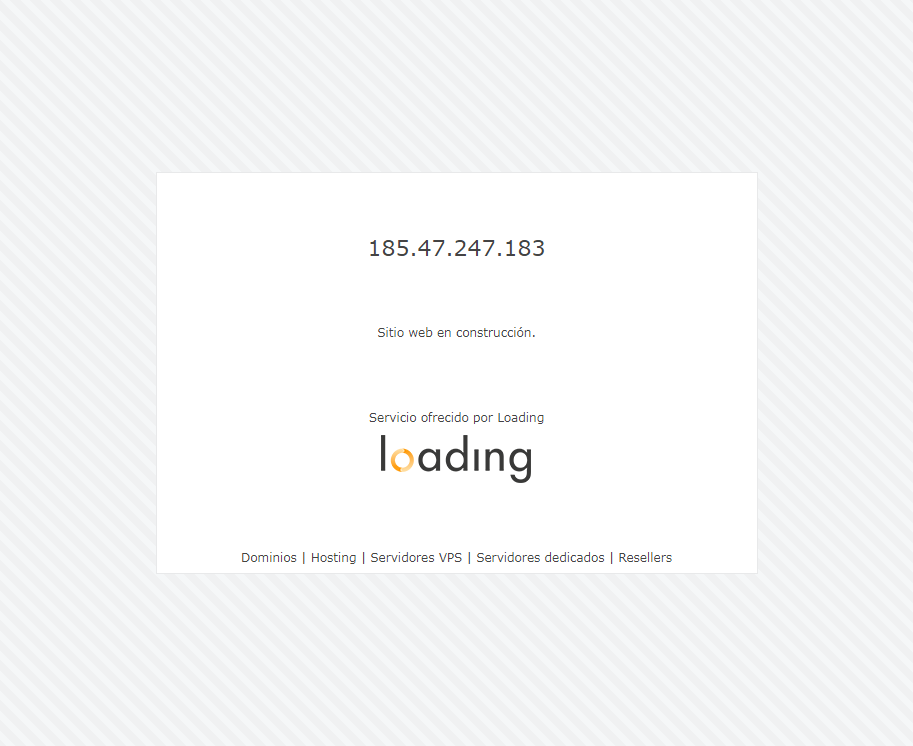 185.47.247.183
Sitio web en construcción.
Servicio ofrecido por Loading
loading
Dominios | Hosting | Servidores VPS | Servidores dedicados | Resellers